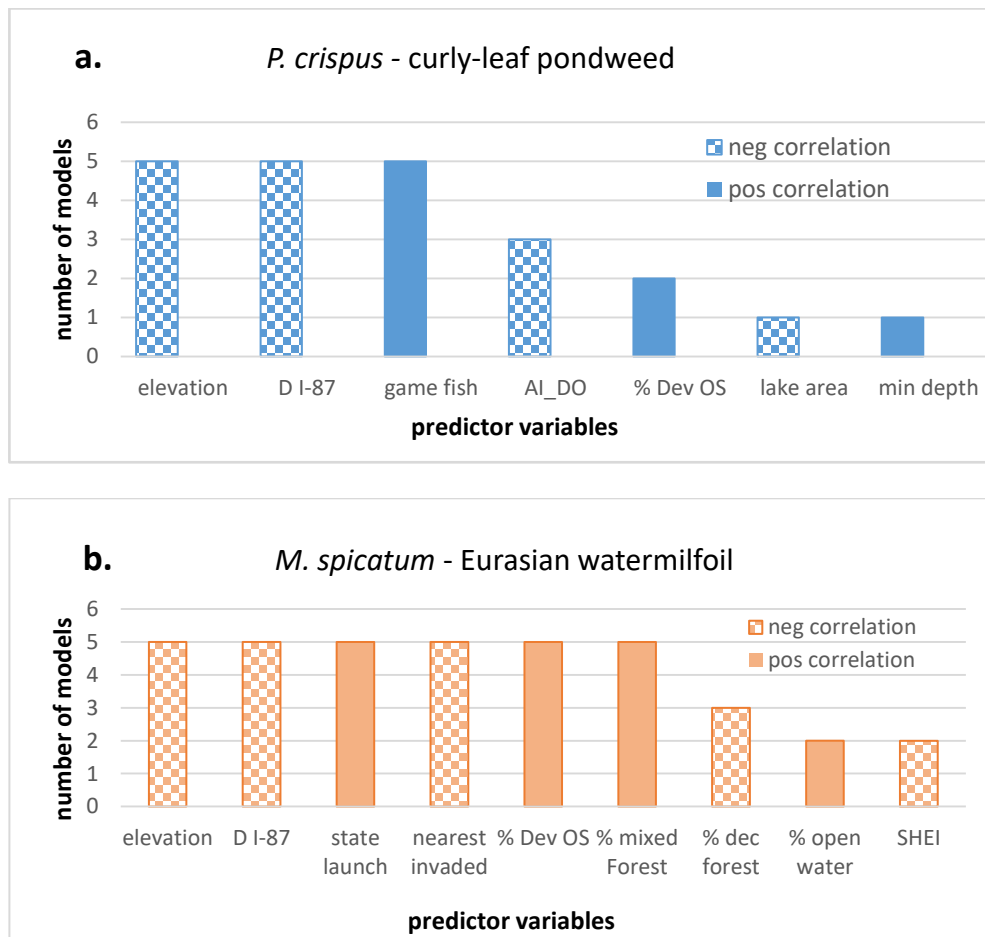 a.
P. crispus - curly-leaf pondweed
number of models
6
5
4
3
2
1
0
neg correlation
pos correlation
elevation D I-87 game fish AI_DO % Dev OS lake area min depth
predictor variables
b.
M. spicatum - Eurasian watermilfoil
number of models
6
5
4
3
2
1
0
neg correlation
pos correlation
elevation D I-87 state nearest % Dev OS % mixed % dec % open SHEI
launch invaded Forest forest water
predictor variables